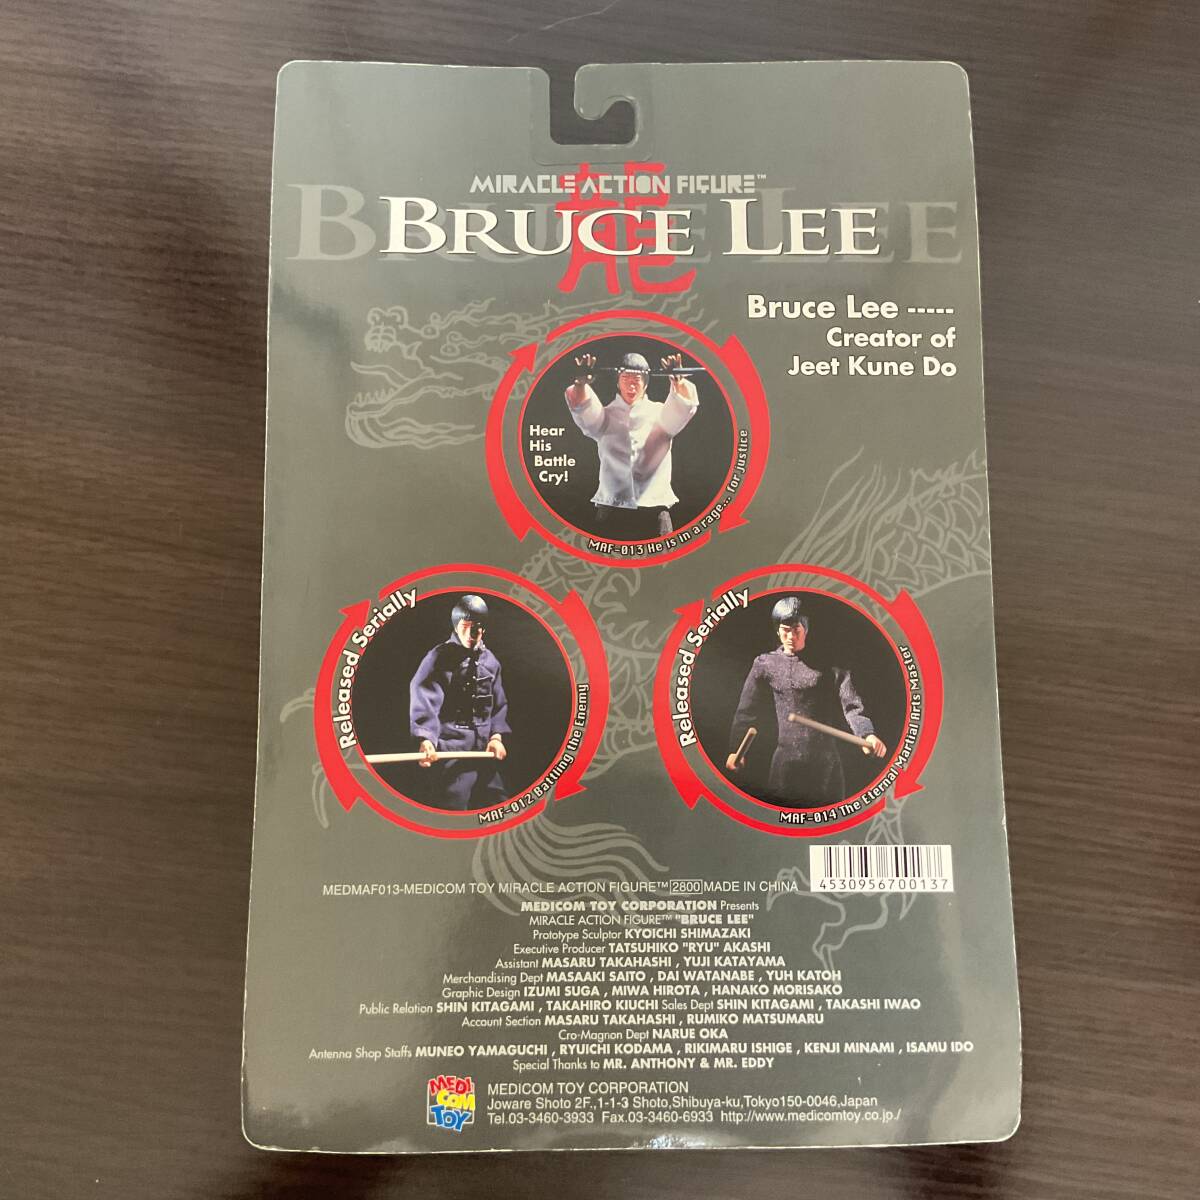 MIRACLE ACTION FIGURE™
龍
BRUCE LEE
BRUCE LEE
Bruce Lee -----
Creator of
Jeet Kune Do
Hear
His
Battle
Cry!
MAF-013 He is in a rage... for justice
Released Serially
MAF-012 Battling the Enemy
Released Serially
MAF-014 The Eternal Martial Arts Master
4530956700137
MEDMAF013-MEDICOM TOY MIRACLE ACTION FIGURE™ 2800 MADE IN CHINA
MEDICOM TOY CORPORATION Presents
MIRACLE ACTION FIGURE™ "BRUCE LEE"
Prototype Sculptor KYOICHI SHIMAZAKI
Executive Producer TATSUHIKO "RYU" AKASHI
Assistant MASARU TAKAHASHI , YUJI KATAYAMA
Merchandising Dept MASAAKI SAITO , DAI WATANABE , YUH KATOH
Graphic Design IZUMI SUGA , MIWA HIROTA , HANAKO MORISAKO
Public Relation SHIN KITAGAMI , TAKAHIRO KIUCHI Sales Dept SHIN KITAGAMI , TAKASHI IWAO
Account Section MASARU TAKAHASHI , RUMIKO MATSUMARU
Cro-Magnon Dept NARUE OKA
Antenna Shop Staffs MUNEO YAMAGUCHI , RYUICHI KODAMA , RIKIMARU ISHIGE , KENJI MINAMI , ISAMU IDO
Special Thanks to MR. ANTHONY & MR. EDDY
MEDI
COM
TOY
MEDICOM TOY CORPORATION
Joware Shoto 2F.,1-1-3 Shoto,Shibuya-ku,Tokyo150-0046,Japan
Tel.03-3460-3933 Fax.03-3460-6933 http://www.medicomtoy.co.jp./